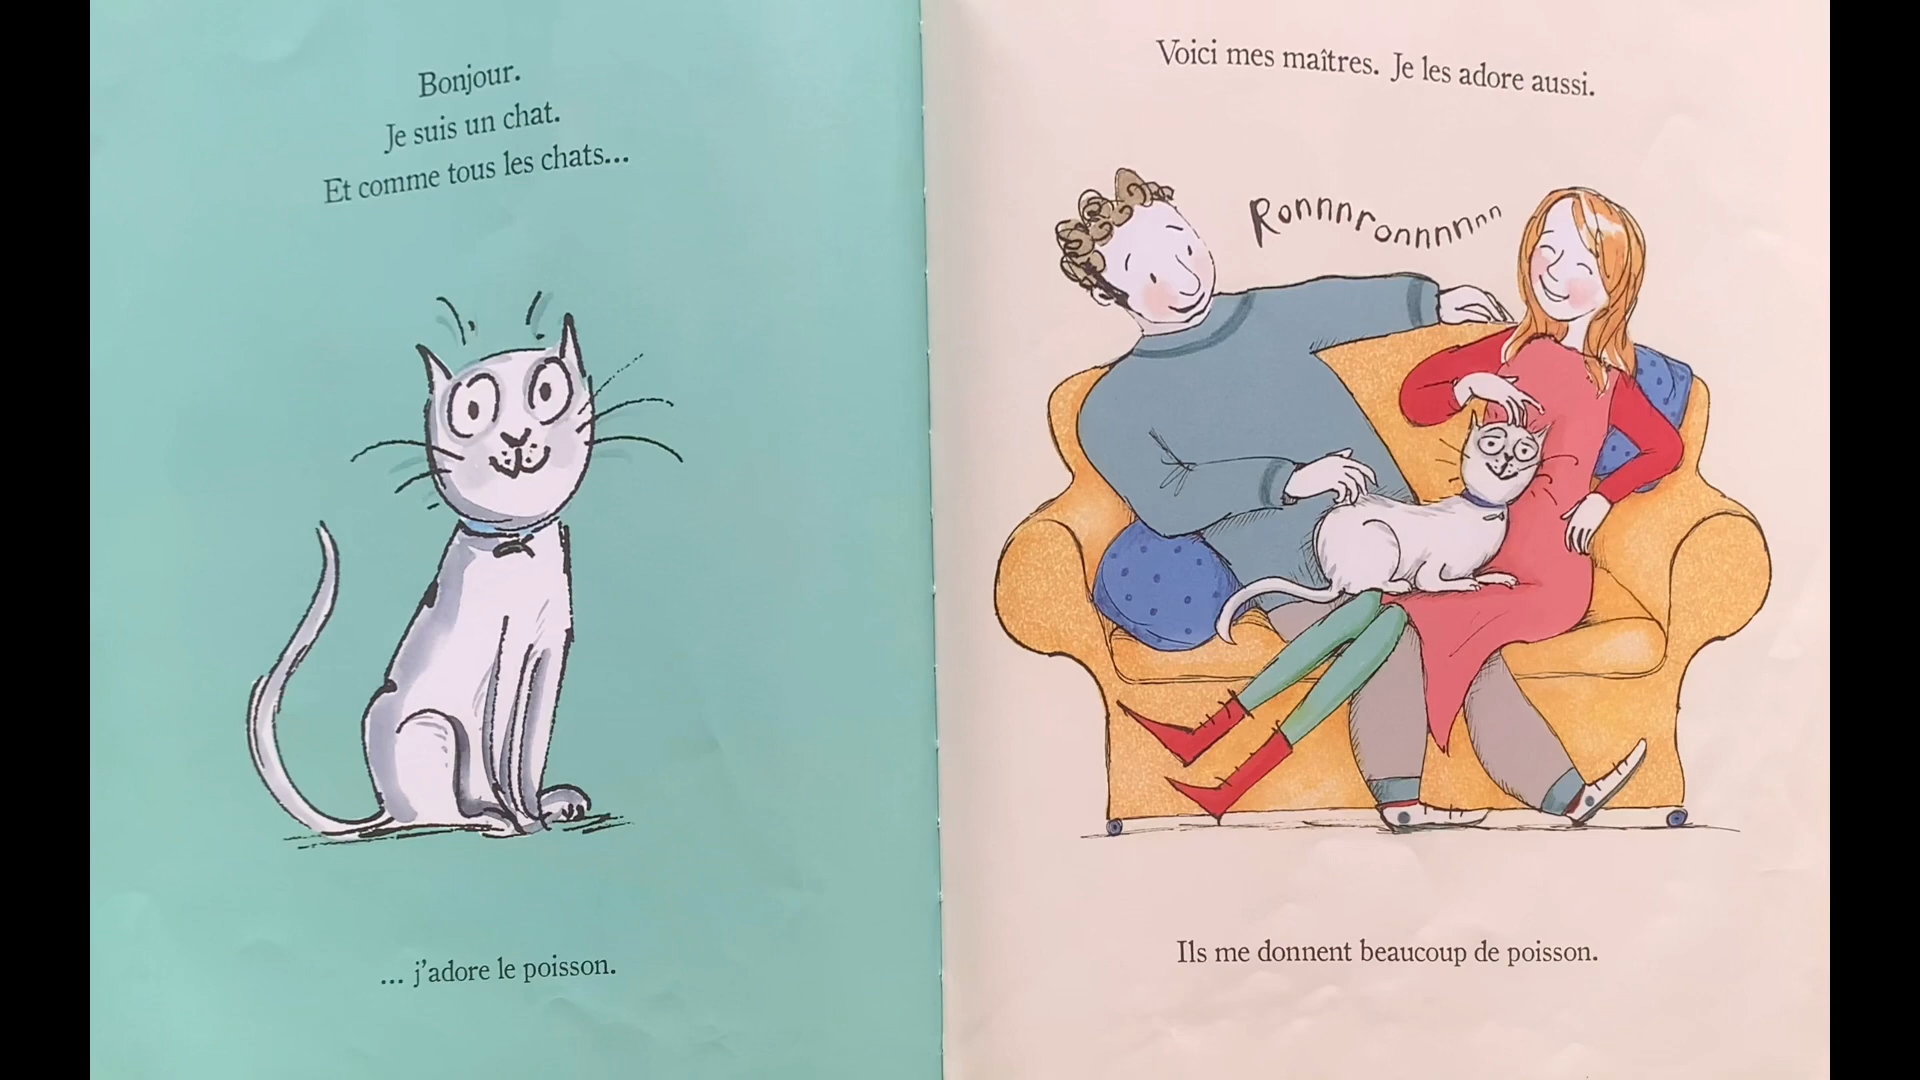 Bonjour.
Je suis un chat.
Et comme tous les chats...
... j'adore le poisson.
Voici mes maîtres. Je les adore aussi.
Ronnnronnnnnn
Ils me donnent beaucoup de poisson.